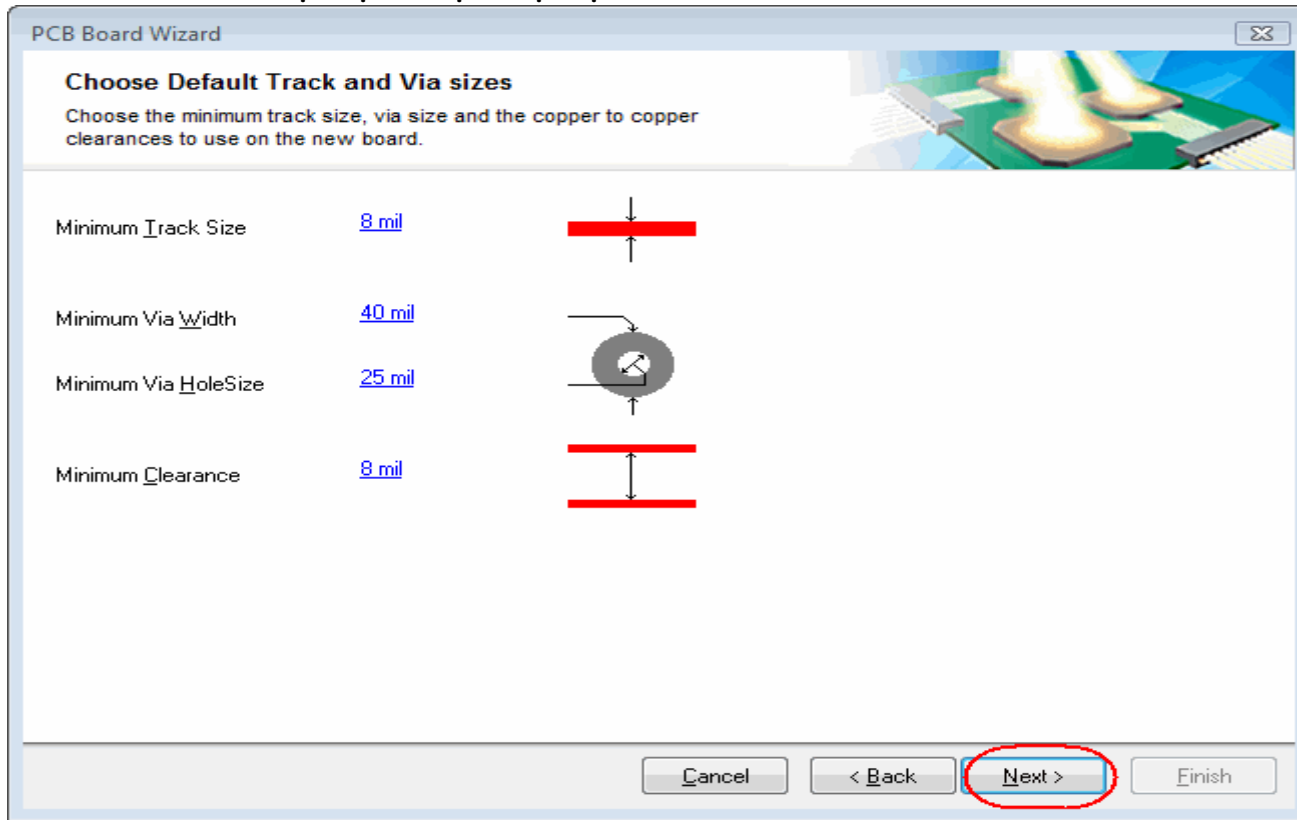 PCB Board Wizard
Choose Default Track and Via sizes
Choose the minimum track size, via size and the copper to copper
clearances to use on the new board.
Minimum Track Size 8 mil
Minimum Via Width 40 mil
Minimum Via HoleSize 25 mil
Minimum Clearance 8 mil
Cancel < Back Next > Finish